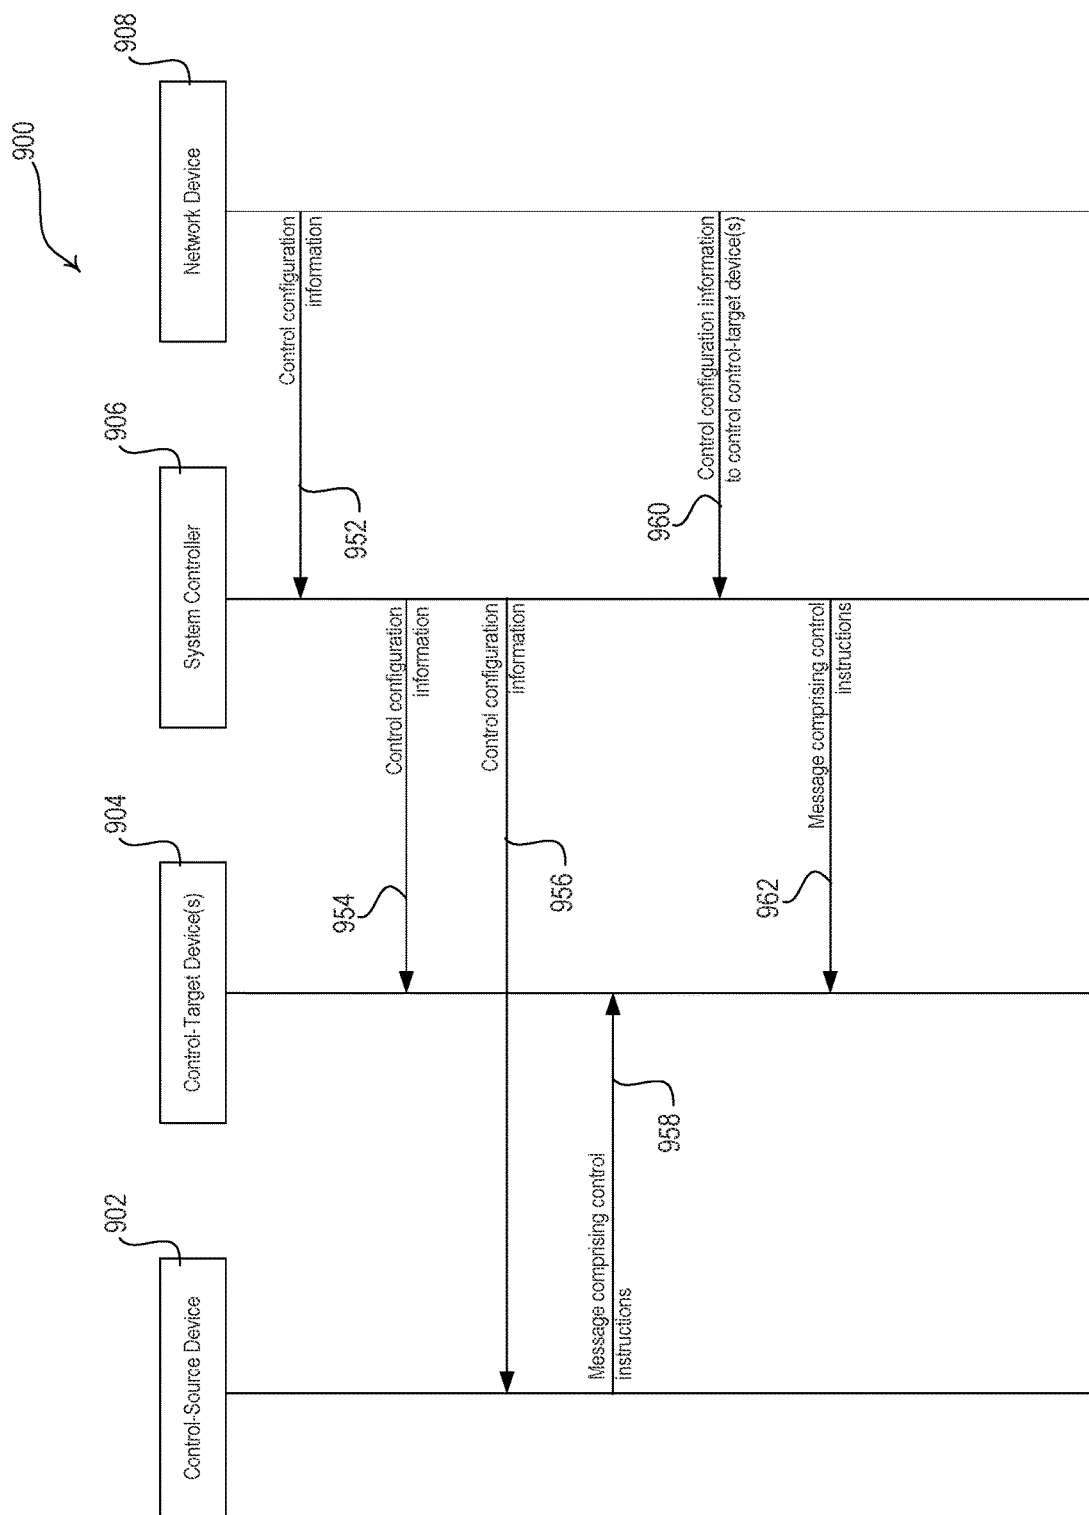 900
902
Control-Source Device
904
Control-Target Device(s)
906
System Controller
908
Network Device
Control configuration
information
952
Control configuration
information
954
Control configuration
information
956
Message comprising control
instructions
958
Control configuration information
to control control-target device(s)
960
Message comprising control
instructions
962